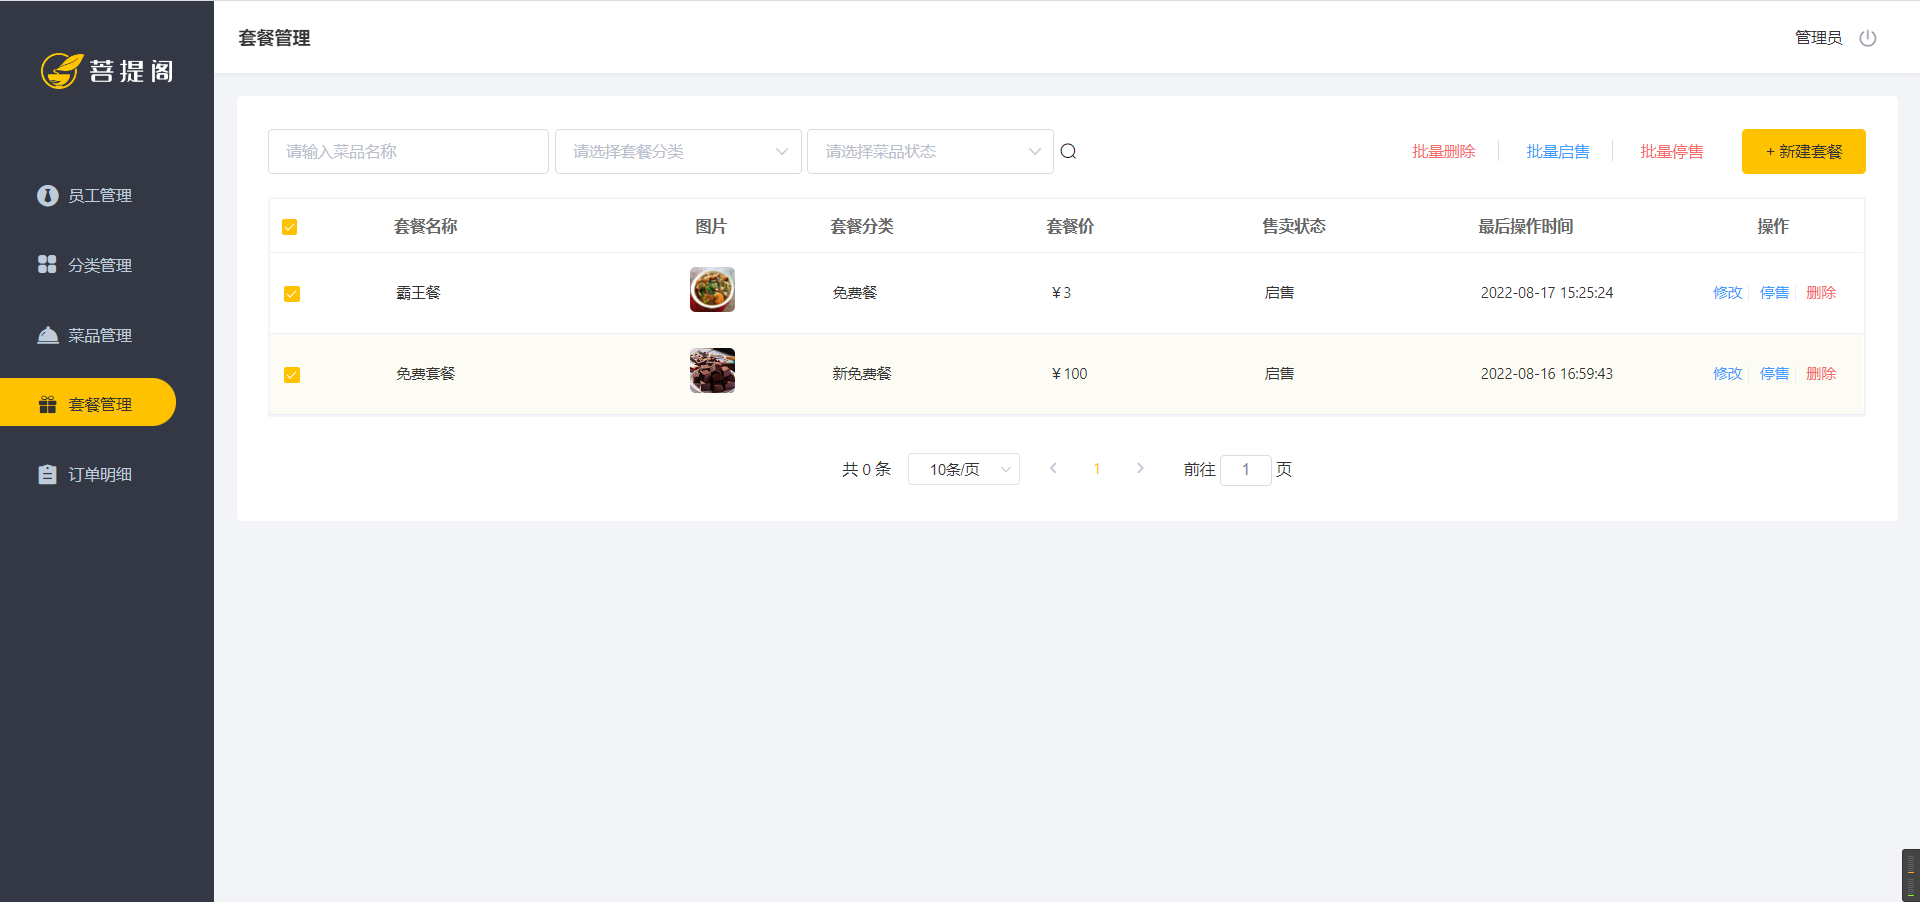 菩提阁
员工管理
分类管理
菜品管理
套餐管理
订单明细
套餐管理
管理员
请输入菜品名称 请选择套餐分类 请选择菜品状态 批量删除 批量启售 批量停售 + 新建套餐
套餐名称 图片 套餐分类 套餐价 售卖状态 最后操作时间 操作
霸王餐 免费餐 ¥3 启售 2022-08-17 15:25:24 修改 停售 删除
免费套餐 新免费餐 ¥100 启售 2022-08-16 16:59:43 修改 停售 删除
共 0 条 10条/页 1 前往 1 页